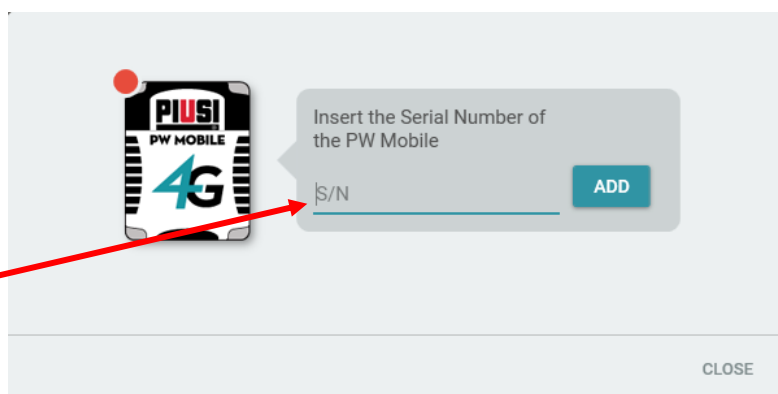 PIUSI
PW MOBILE
4G
Insert the Serial Number of
the PW Mobile
S/N
ADD
CLOSE